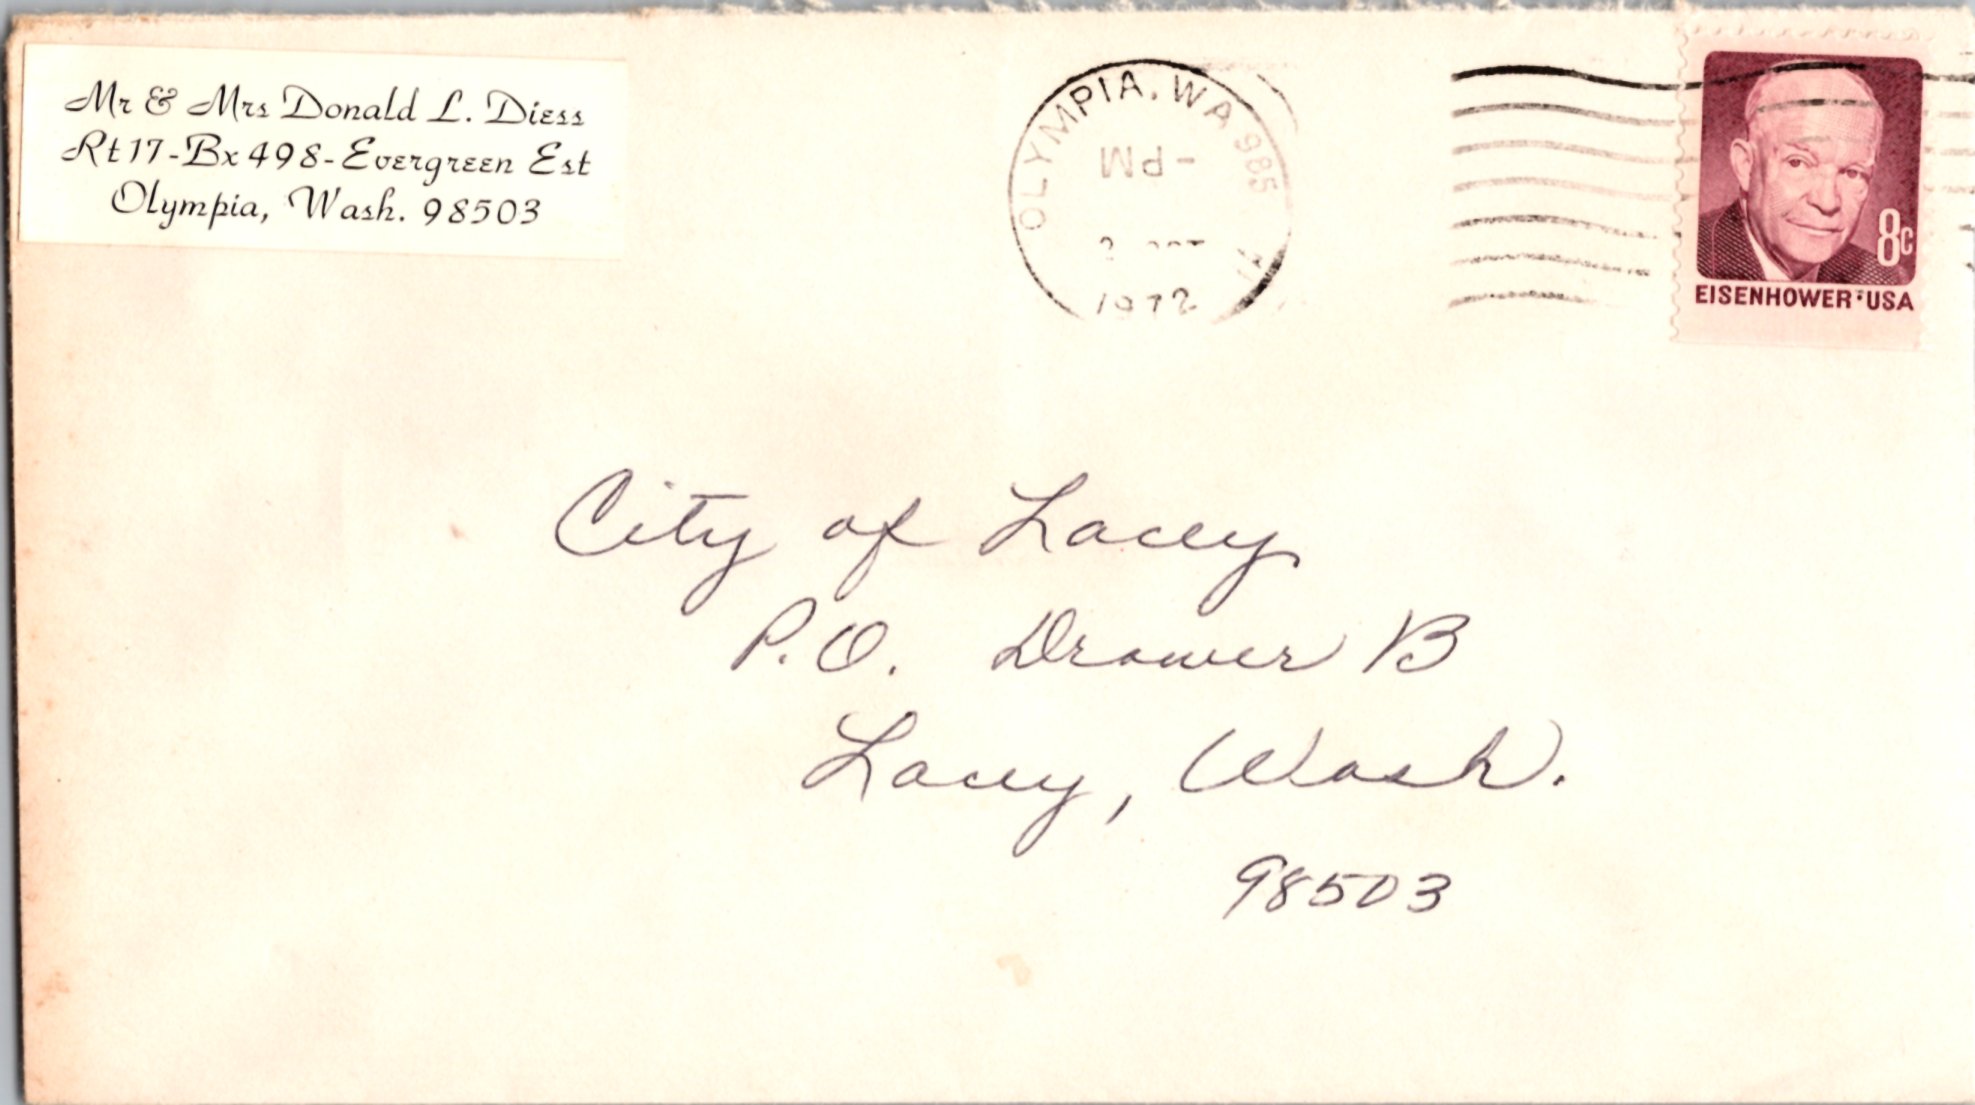 Mr & Mrs Donald L. Diess
Rt 17-Bx 498-Evergreen Est
Olympia, Wash. 98503
OLYMPIA, WA 985
-PM
1972
8c
EISENHOWER·USA
City of Lacey
P.O. Drawer B
Lacey, Wash.
98503